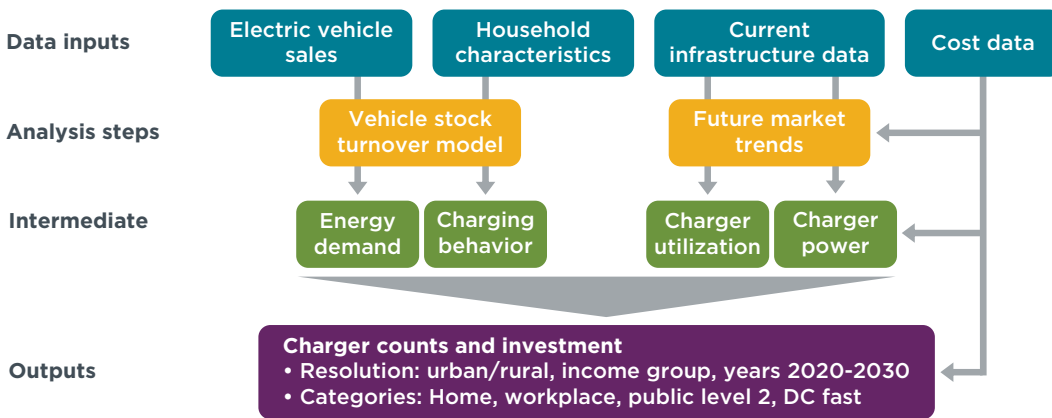 Data inputs
Electric vehicle
sales
Household
characteristics
Current
infrastructure data
Cost data
Analysis steps
Vehicle stock
turnover model
Future market
trends
Intermediate
Energy
demand
Charging
behavior
Charger
utilization
Charger
power
Outputs
Charger counts and investment
• Resolution: urban/rural, income group, years 2020-2030
• Categories: Home, workplace, public level 2, DC fast